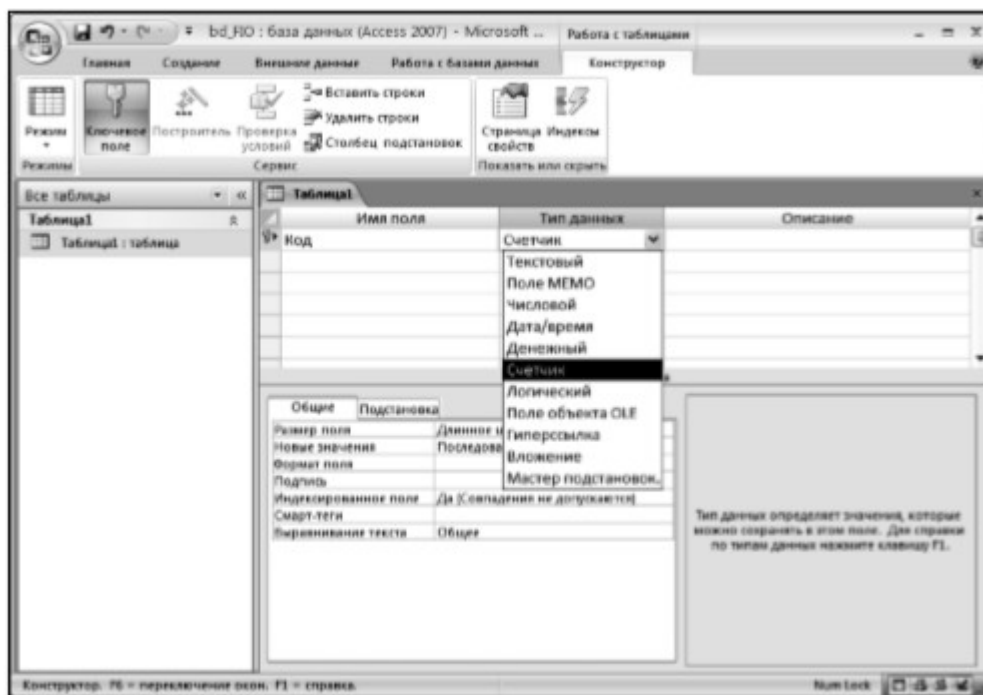 bd_FIO : база данных (Access 2007) - Microsoft ...
Работа с таблицами
Главная Создание Внешние данные Работа с базами данных Конструктор
Режим
Ключевое поле
Построитель
Проверка условий
Вставить строки
Удалить строки
Столбец подстановок
Страница свойств
Индексы
Режимы
Сервис
Показать или скрыть
Все таблицы
Таблица1
Таблица1 : таблица
Таблица1
Имя поля Тип данных Описание
Код Счетчик
Текстовый
Поле MEMO
Числовой
Дата/время
Денежный
Счетчик
Логический
Поле объекта OLE
Гиперссылка
Вложение
Мастер подстановок.
Общие Подстановка
Размер поля Длинное ц
Новые значения Последова
Формат поля
Подпись
Индексированное поле Да (Совпадения не допускаются)
Смарт-теги
Выравнивание текста Общее
Тип данных определяет значения, которые
можно сохранять в этом поле. Для справки
по типам данных нажмите клавишу F1.
Конструктор. F6 = переключение окон. F1 = справка.
Num Lock